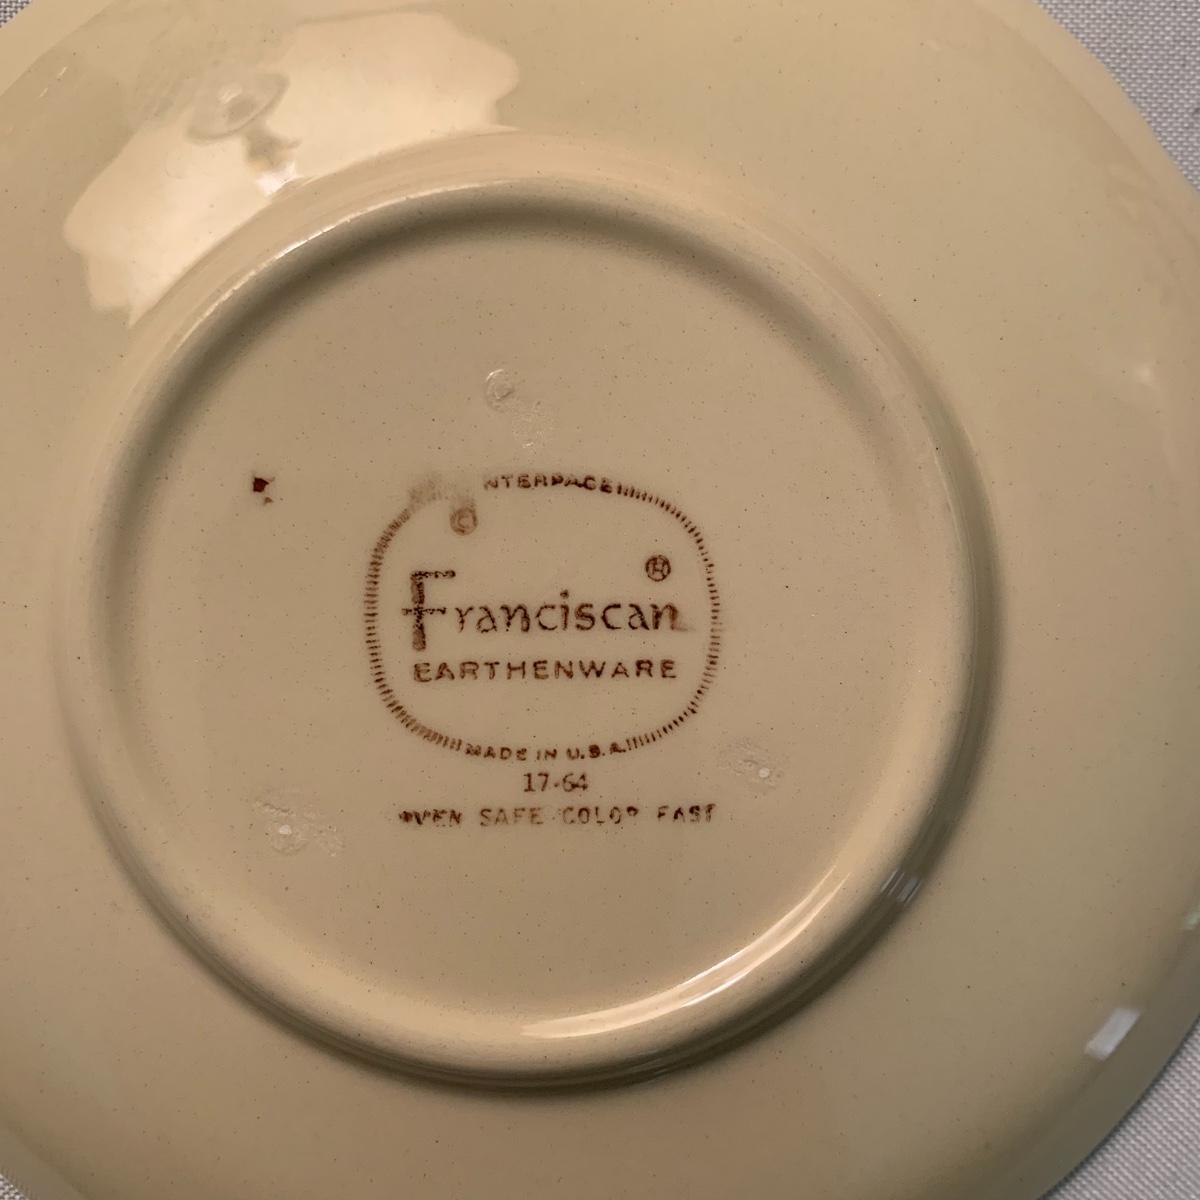 NTERPACE
©
®
Franciscan
EARTHENWARE
MADE IN U.S.A.
17-64
OVEN SAFE COLOR FAST